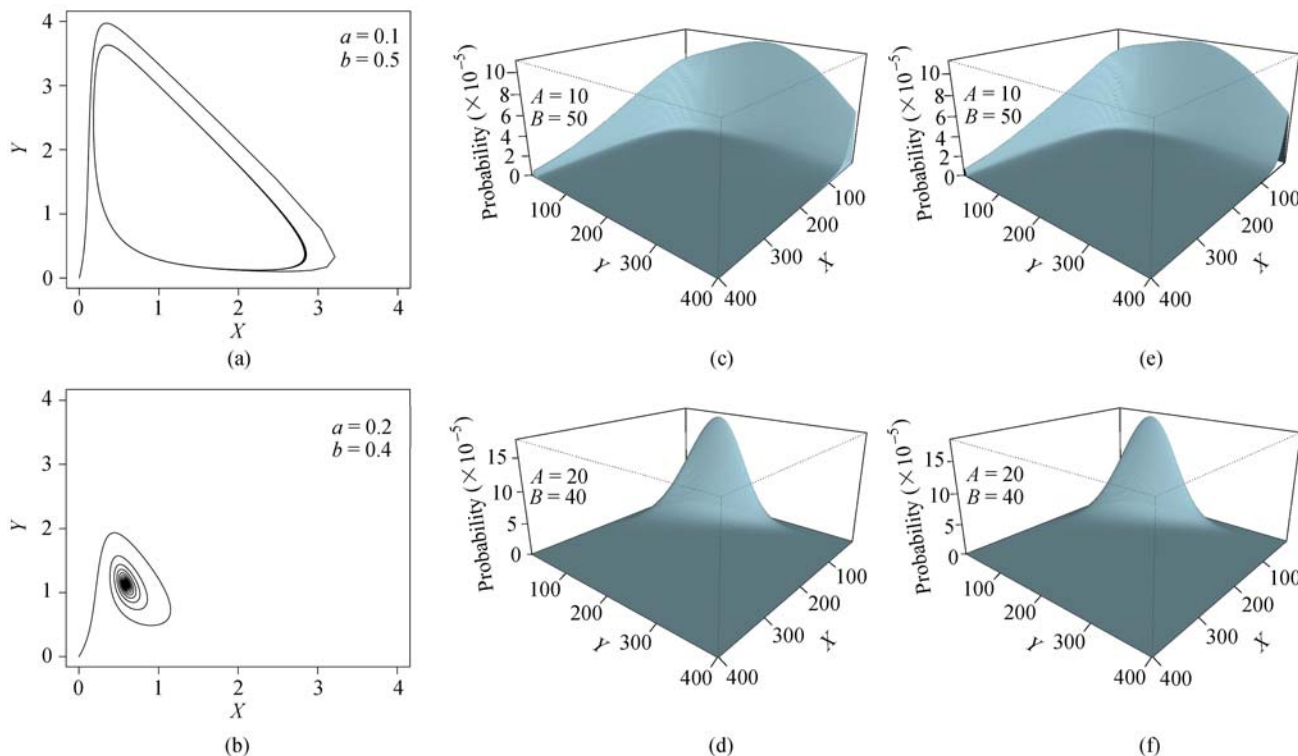 4
3
2
1
0
Y
a = 0.1
b = 0.5
0 1 2 3 4
X
(a)
Probability (×10⁻⁵)
10
8
6
4
2
0
A = 10
B = 50
100
200
300
400
Y
400
300
200
100
X
(c)
Probability (×10⁻⁵)
10
8
6
4
2
0
A = 10
B = 50
100
200
300
400
Y
400
300
200
100
X
(e)
4
3
2
1
0
Y
a = 0.2
b = 0.4
0 1 2 3 4
X
(b)
Probability (×10⁻⁵)
15
10
5
0
A = 20
B = 40
100
200
300
400
Y
400
300
200
100
X
(d)
Probability (×10⁻⁵)
15
10
5
0
A = 20
B = 40
100
200
300
400
Y
400
300
200
100
X
(f)